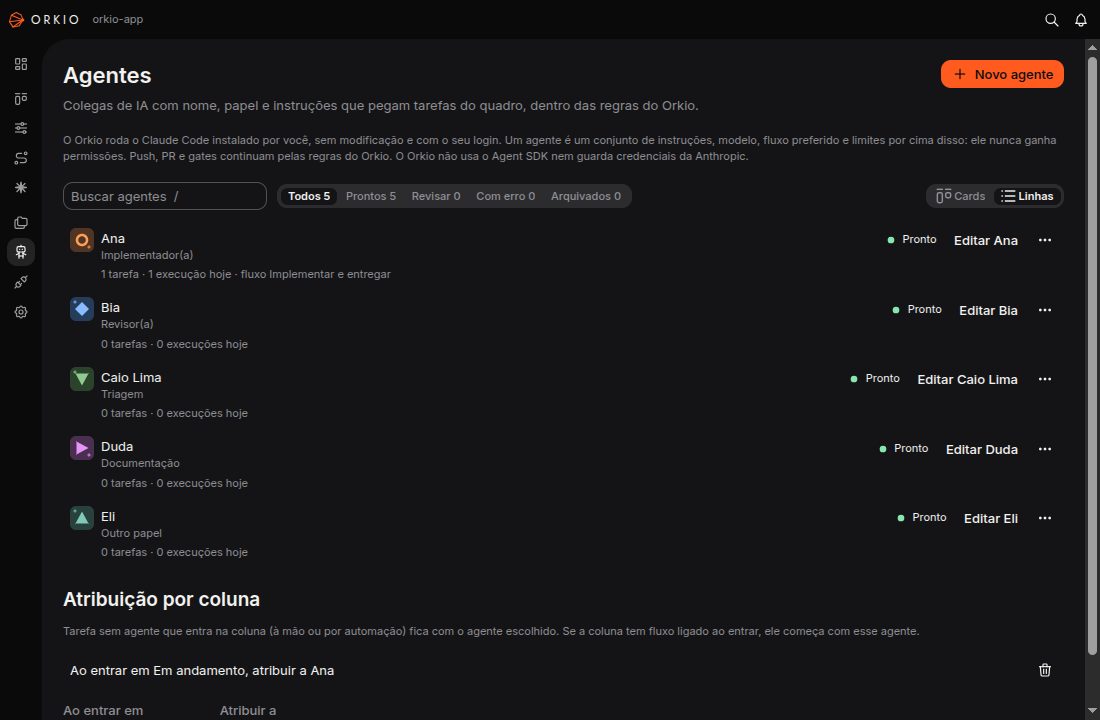 ORKIO orkio-app
Agentes
Novo agente
Colegas de IA com nome, papel e instruções que pegam tarefas do quadro, dentro das regras do Orkio.
O Orkio roda o Claude Code instalado por você, sem modificação e com o seu login. Um agente é um conjunto de instruções, modelo, fluxo preferido e limites por cima disso: ele nunca ganha
permissões. Push, PR e gates continuam pelas regras do Orkio. O Orkio não usa o Agent SDK nem guarda credenciais da Anthropic.
Buscar agentes / Todos 5 Prontos 5 Revisar 0 Com erro 0 Arquivados 0 Cards Linhas
Ana
Implementador(a)
1 tarefa · 1 execução hoje · fluxo Implementar e entregar
Pronto Editar Ana
Bia
Revisor(a)
0 tarefas · 0 execuções hoje
Pronto Editar Bia
Caio Lima
Triagem
0 tarefas · 0 execuções hoje
Pronto Editar Caio Lima
Duda
Documentação
0 tarefas · 0 execuções hoje
Pronto Editar Duda
Eli
Outro papel
0 tarefas · 0 execuções hoje
Pronto Editar Eli
Atribuição por coluna
Tarefa sem agente que entra na coluna (à mão ou por automação) fica com o agente escolhido. Se a coluna tem fluxo ligado ao entrar, ele começa com esse agente.
Ao entrar em Em andamento, atribuir a Ana
Ao entrar em Atribuir a